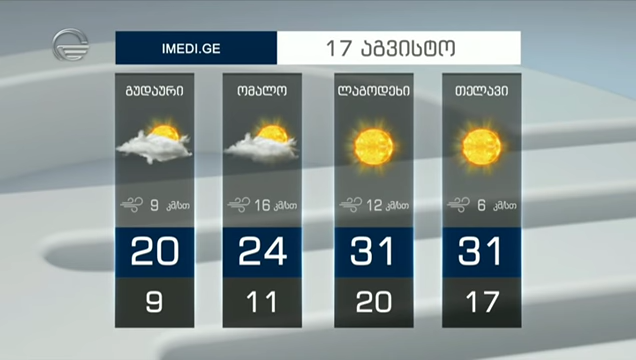 IMEDI.GE
17 აგვისტო
გუდაური ომალო ლაგოდეხი თელავი
9 კმ/სთ 16 კმ/სთ 12 კმ/სთ 6 კმ/სთ
20 24 31 31
9 11 20 17